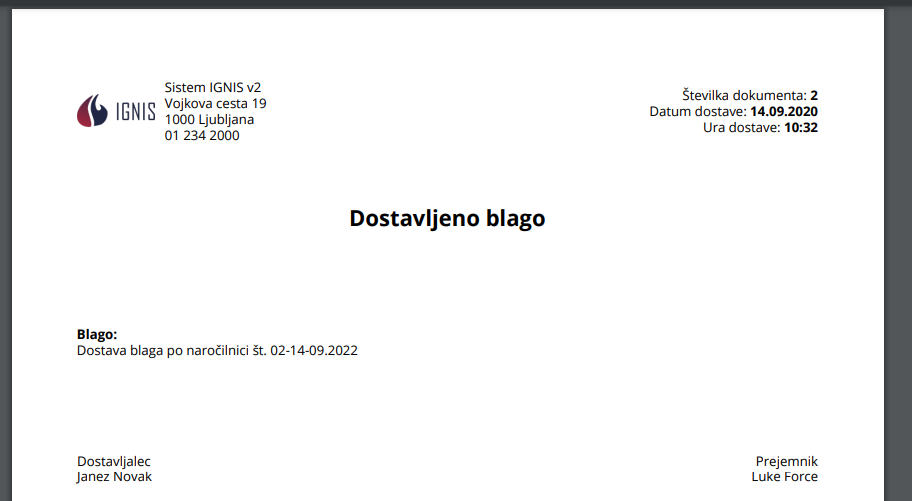 IGNIS
Sistem IGNIS v2
Vojkova cesta 19
1000 Ljubljana
01 234 2000
Številka dokumenta: 2
Datum dostave: 14.09.2020
Ura dostave: 10:32
Dostavljeno blago
Blago:
Dostava blaga po naročilnici št. 02-14-09.2022
Dostavljalec
Janez Novak
Prejemnik
Luke Force